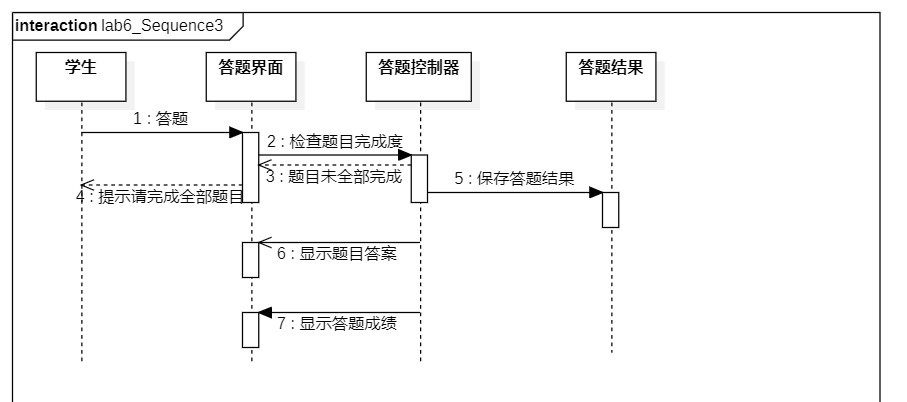 interaction lab6_Sequence3
学生
答题界面
答题控制器
答题结果
1 : 答题
2 : 检查题目完成度
3 : 题目未全部完成
4 : 提示请完成全部题目
5 : 保存答题结果
6 : 显示题目答案
7 : 显示答题成绩